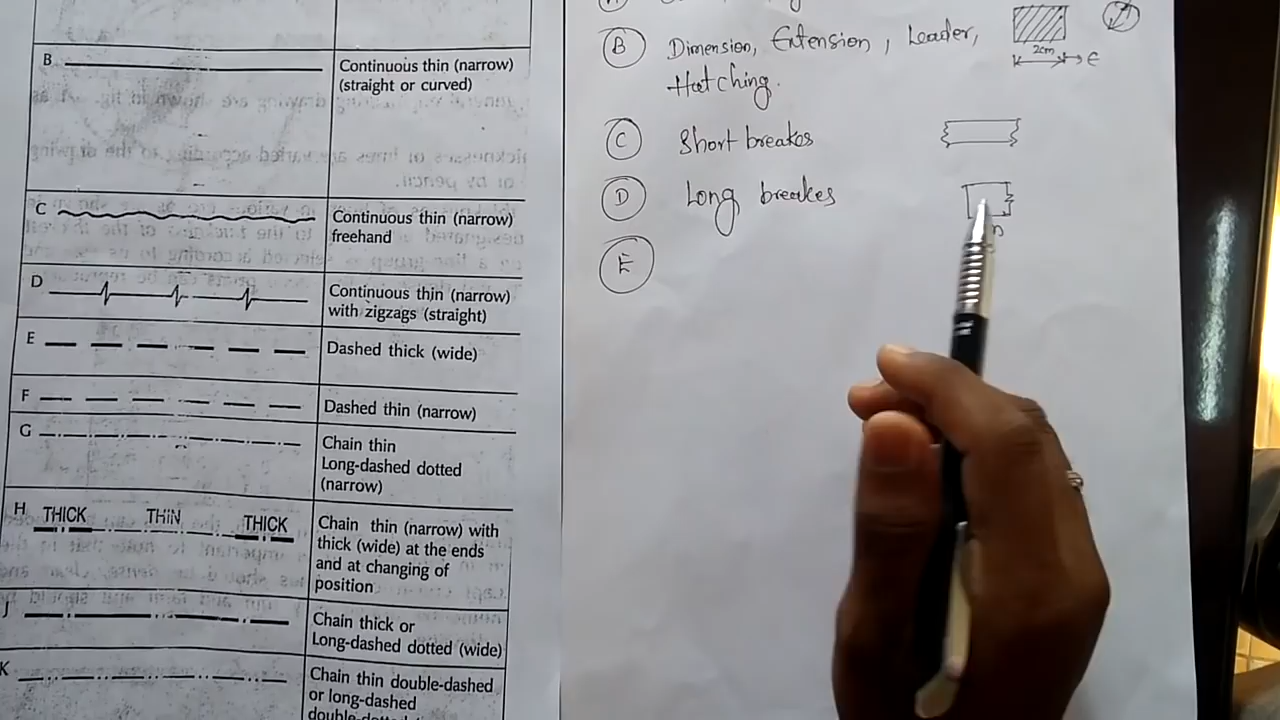 B
Continuous thin (narrow)
(straight or curved)
C
Continuous thin (narrow)
freehand
D
Continuous thin (narrow)
with zigzags (straight)
E
Dashed thick (wide)
F
Dashed thin (narrow)
G
Chain thin
Long-dashed dotted
(narrow)
H THICK THIN THICK
Chain thin (narrow) with
thick (wide) at the ends
and at changing of
position
J
Chain thick or
Long-dashed dotted (wide)
K
Chain thin double-dashed
or long-dashed
B Dimension, Extension, Leader,
Hatching.
2cm
E
C Short breakes
D Long breakes
E